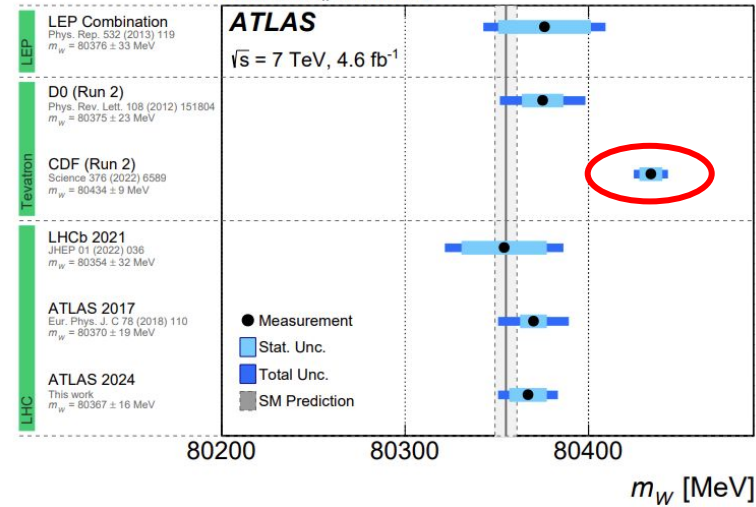 LEP
LEP Combination
Phys. Rep. 532 (2013) 119
m_W = 80376 ± 33 MeV
ATLAS
√s = 7 TeV, 4.6 fb⁻¹
Tevatron
D0 (Run 2)
Phys. Rev. Lett. 108 (2012) 151804
m_W = 80375 ± 23 MeV
CDF (Run 2)
Science 376 (2022) 6589
m_W = 80434 ± 9 MeV
LHC
LHCb 2021
JHEP 01 (2022) 036
m_W = 80354 ± 32 MeV
ATLAS 2017
Eur. Phys. J. C 78 (2018) 110
m_W = 80370 ± 19 MeV
ATLAS 2024
This work
m_W = 80367 ± 16 MeV
Measurement
Stat. Unc.
Total Unc.
SM Prediction
80200 80300 80400
m_W [MeV]